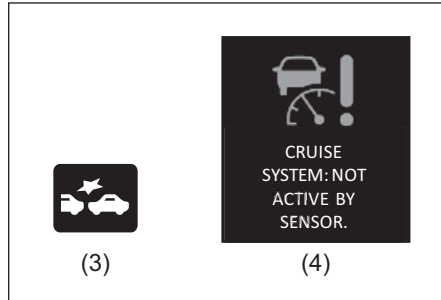 CRUISE
SYSTEM: NOT
ACTIVE BY
SENSOR.
(3) (4)